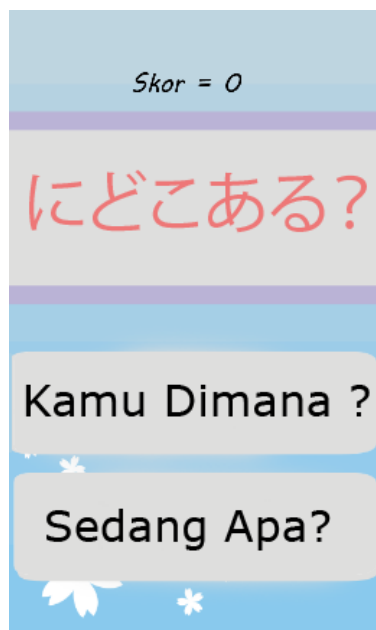 Skor = 0
にどこある?
Kamu Dimana ?
Sedang Apa?